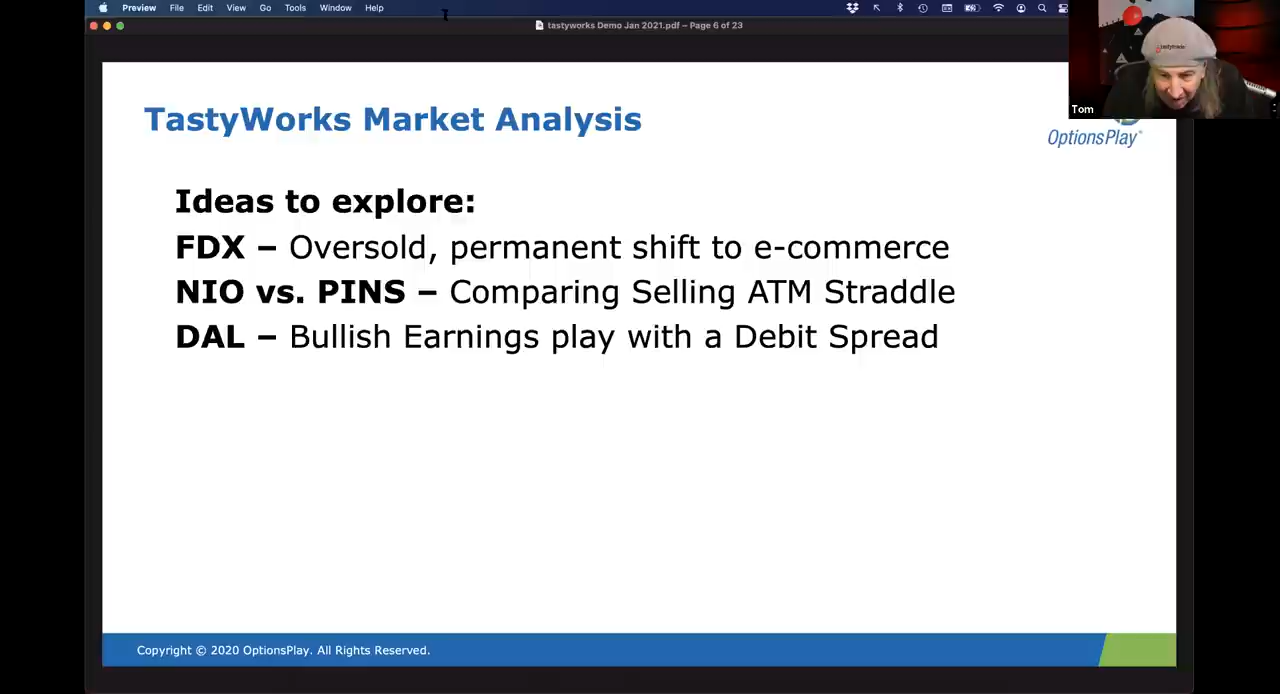 Preview File Edit View Go Tools Window Help
tastyworks Demo Jan 2021.pdf – Page 6 of 23
Tom
TastyWorks Market Analysis
OptionsPlay
Ideas to explore:
FDX – Oversold, permanent shift to e-commerce
NIO vs. PINS – Comparing Selling ATM Straddle
DAL – Bullish Earnings play with a Debit Spread
Copyright © 2020 OptionsPlay. All Rights Reserved.